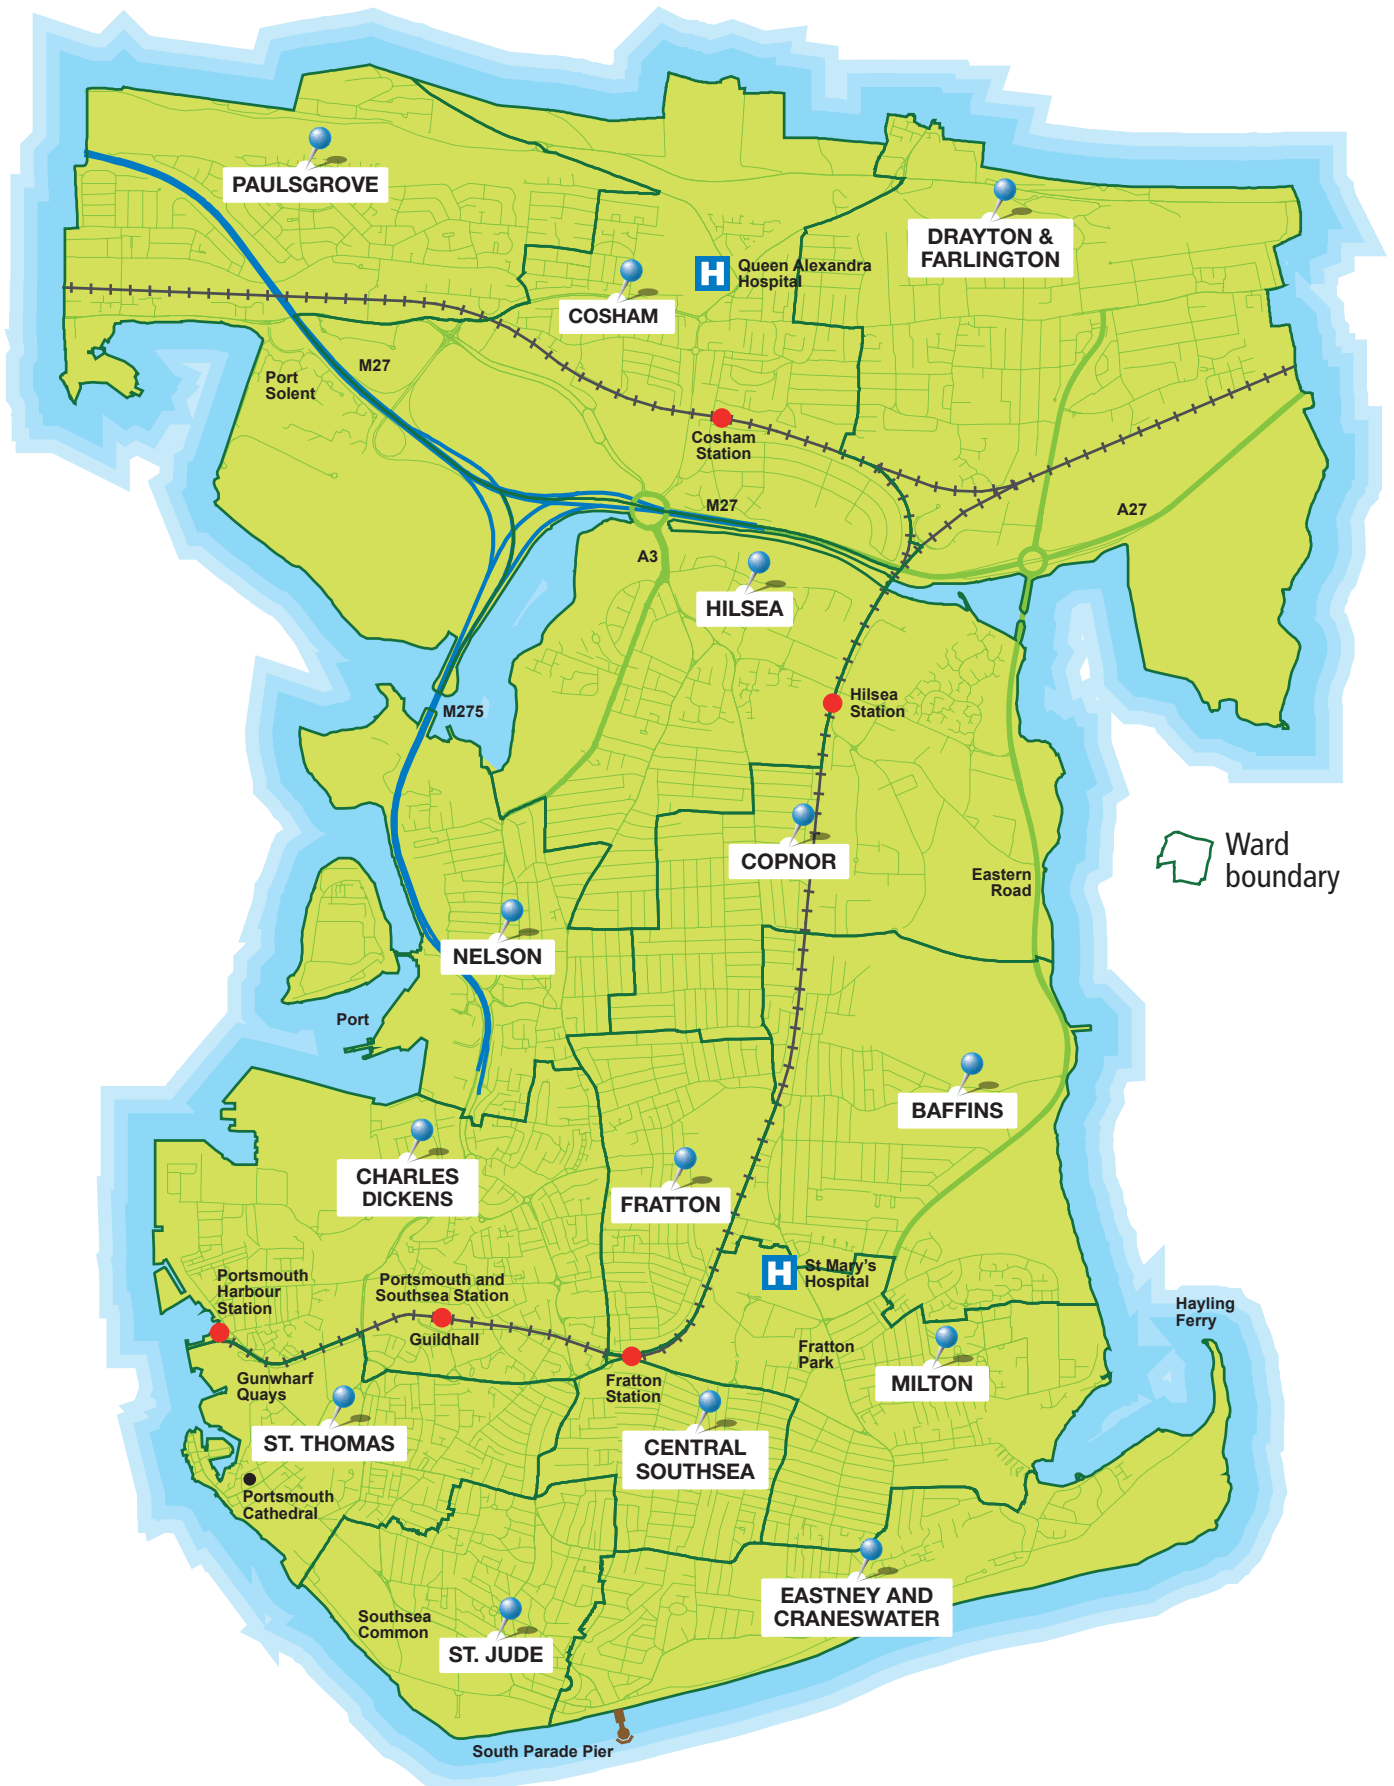 PAULSGROVE
DRAYTON &
FARLINGTON
H
Queen Alexandra
Hospital
COSHAM
M27
Port
Solent
Cosham
Station
M27
A27
A3
HILSEA
Hilsea
Station
M275
COPNOR
Ward
boundary
Eastern
Road
NELSON
Port
BAFFINS
CHARLES
DICKENS
FRATTON
H
St Mary's
Hospital
Portsmouth
Harbour
Station
Portsmouth and
Southsea Station
Guildhall
Hayling
Ferry
Fratton
Park
Gunwharf
Quays
Fratton
Station
MILTON
ST. THOMAS
CENTRAL
SOUTHSEA
Portsmouth
Cathedral
EASTNEY AND
CRANESWATER
Southsea
Common
ST. JUDE
South Parade Pier